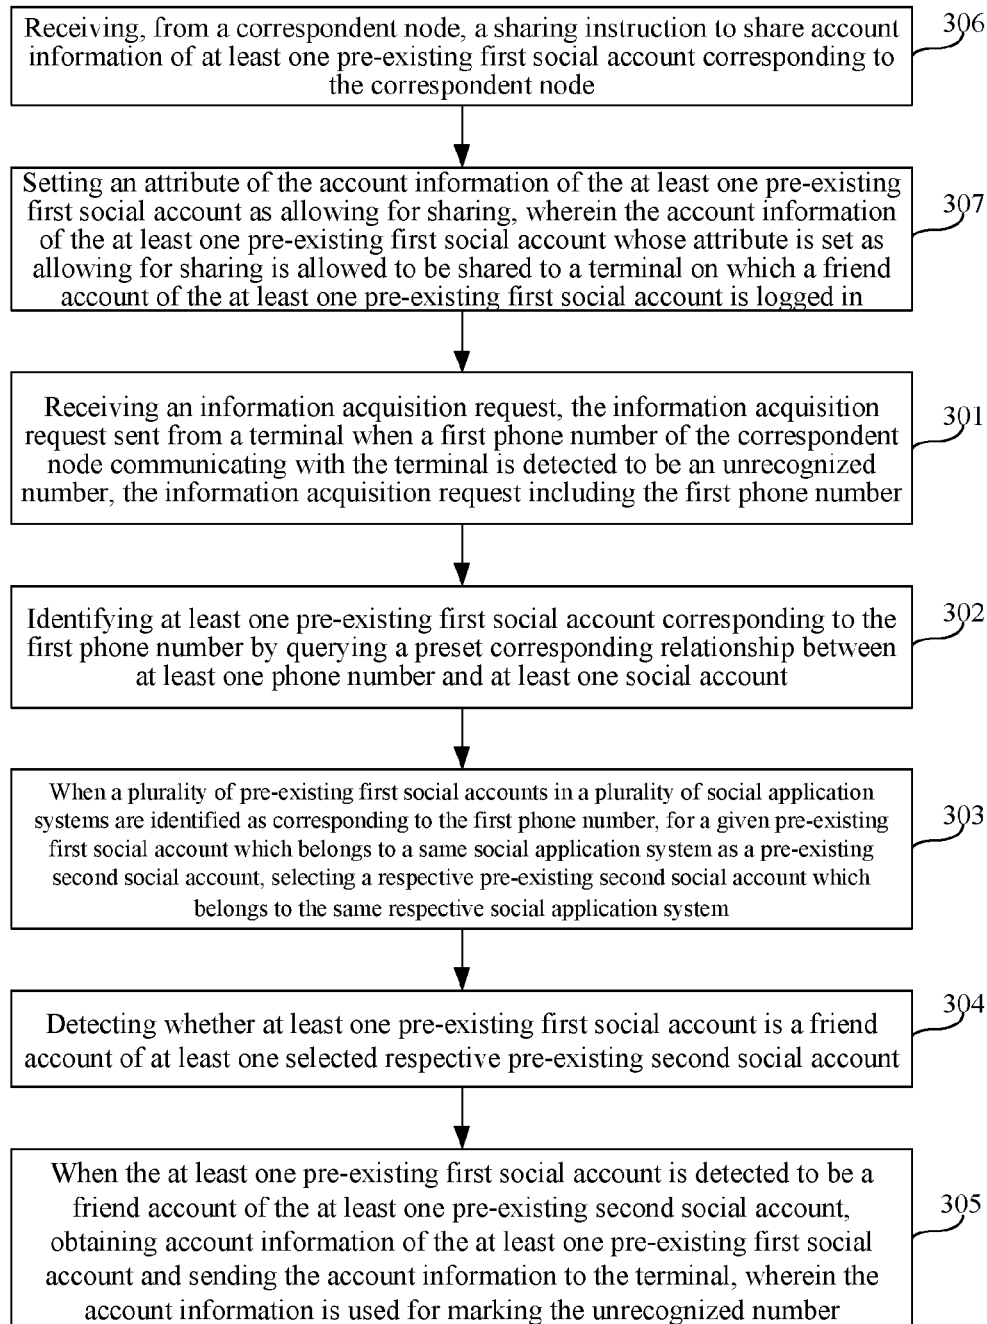 Receiving, from a correspondent node, a sharing instruction to share account
information of at least one pre-existing first social account corresponding to
the correspondent node
306
Setting an attribute of the account information of the at least one pre-existing
first social account as allowing for sharing, wherein the account information
of the at least one pre-existing first social account whose attribute is set as
allowing for sharing is allowed to be shared to a terminal on which a friend
account of the at least one pre-existing first social account is logged in
307
Receiving an information acquisition request, the information acquisition
request sent from a terminal when a first phone number of the correspondent
node communicating with the terminal is detected to be an unrecognized
number, the information acquisition request including the first phone number
301
Identifying at least one pre-existing first social account corresponding to the
first phone number by querying a preset corresponding relationship between
at least one phone number and at least one social account
302
When a plurality of pre-existing first social accounts in a plurality of social application
systems are identified as corresponding to the first phone number, for a given pre-existing
first social account which belongs to a same social application system as a pre-existing
second social account, selecting a respective pre-existing second social account which
belongs to the same respective social application system
303
Detecting whether at least one pre-existing first social account is a friend
account of at least one selected respective pre-existing second social account
304
When the at least one pre-existing first social account is detected to be a
friend account of the at least one pre-existing second social account,
obtaining account information of the at least one pre-existing first social
account and sending the account information to the terminal, wherein the
account information is used for marking the unrecognized number
305